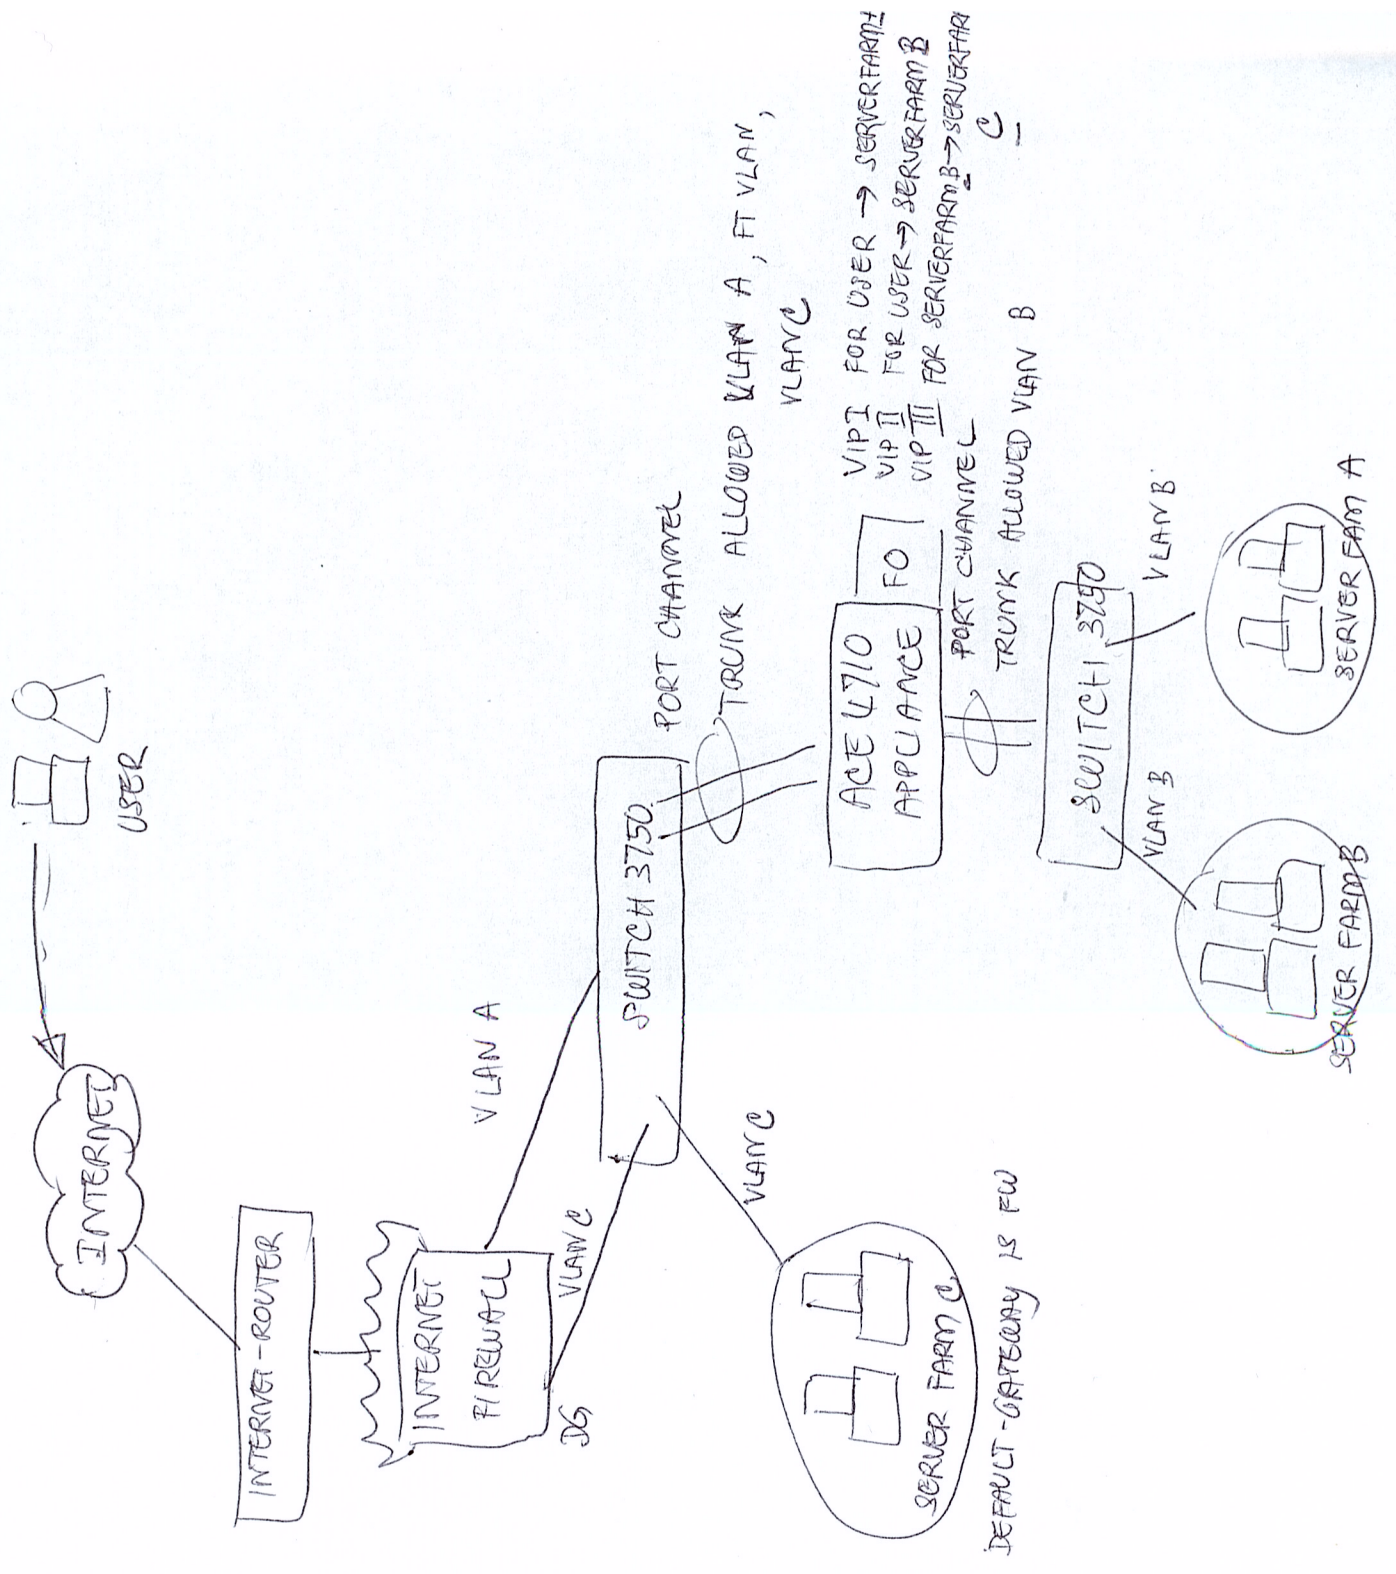 USER
INTERNET
INTERNET-ROUTER
INTERNET
FIREWALL
DG
VLAN A
VLAN C
SWITCH 3750
PORT CHANNEL
TRUNK ALLOWED VLAN A, FT VLAN,
VLAN C
VLAN C
SERVER FARM C
DEFAULT-GATEWAY IS FW
ACE 4710
APPLIANCE
FO
VIP I FOR USER → SERVERFARM
VIP II FOR USER → SERVERFARM B
VIP III FOR SERVERFARM B → SERVERFAR
C
PORT CHANNEL
TRUNK ALLOWED VLAN B
SWITCH 3750
VLAN B
VLAN B
SERVER FARM B
SERVER FAM A